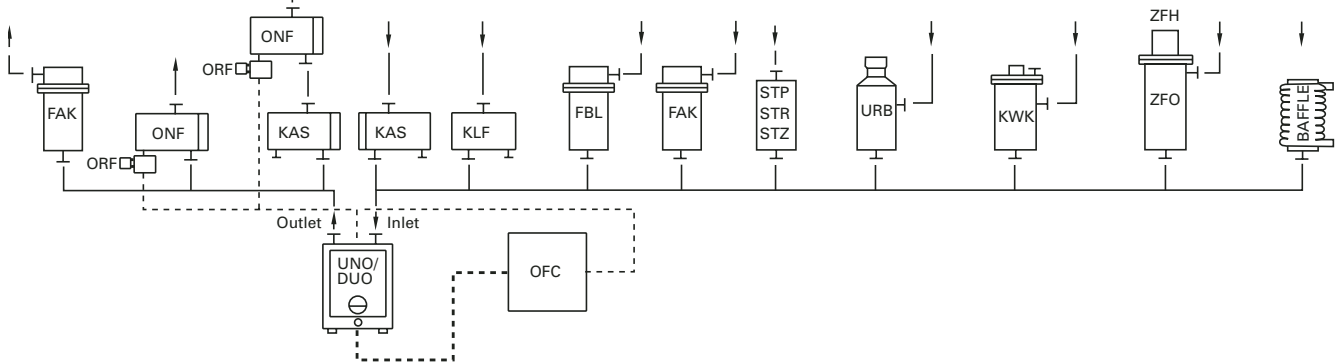 ZFH
ONF
ORF
FAK
ONF
KAS
KAS
KLF
FBL
FAK
STP
STR
STZ
URB
KWK
ZFO
BAFFLE
ORF
Outlet
Inlet
UNO/
DUO
OFC